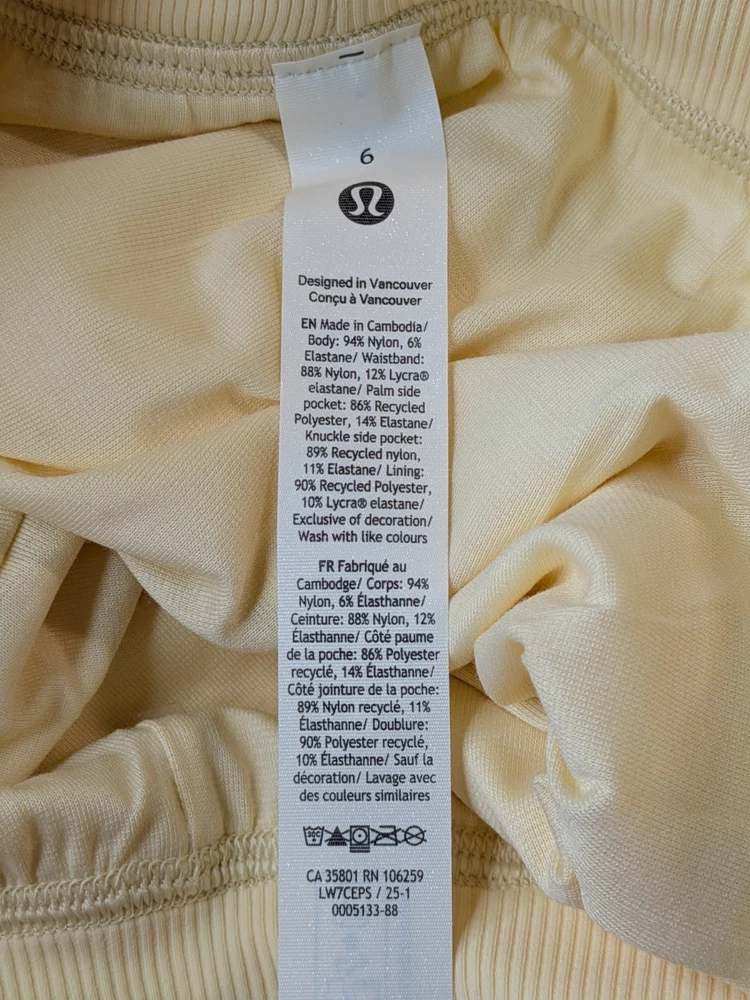 6
Designed in Vancouver
Conçu à Vancouver
EN Made in Cambodia/
Body: 94% Nylon, 6%
Elastane/ Waistband:
88% Nylon, 12% Lycra®
elastane/ Palm side
pocket: 86% Recycled
Polyester, 14% Elastane/
Knuckle side pocket:
89% Recycled nylon,
11% Elastane/ Lining:
90% Recycled Polyester,
10% Lycra® elastane/
Exclusive of decoration/
Wash with like colours
FR Fabriqué au
Cambodge/ Corps: 94%
Nylon, 6% Élasthanne/
Ceinture: 88% Nylon, 12%
Élasthanne/ Côté paume
de la poche: 86% Polyester
recyclé, 14% Élasthanne/
Côté jointure de la poche:
89% Nylon recyclé, 11%
Élasthanne/ Doublure:
90% Polyester recyclé,
10% Élasthanne/ Sauf la
décoration/ Lavage avec
des couleurs similaires
30C
CA 35801 RN 106259
LW7CEPS / 25-1
0005133-88